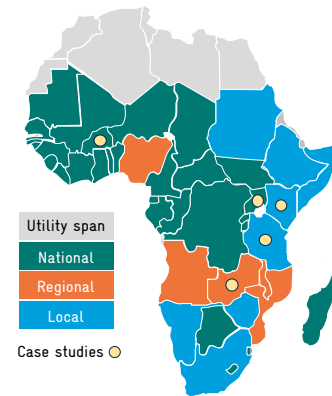 Utility span
National
Regional
Local
Case studies